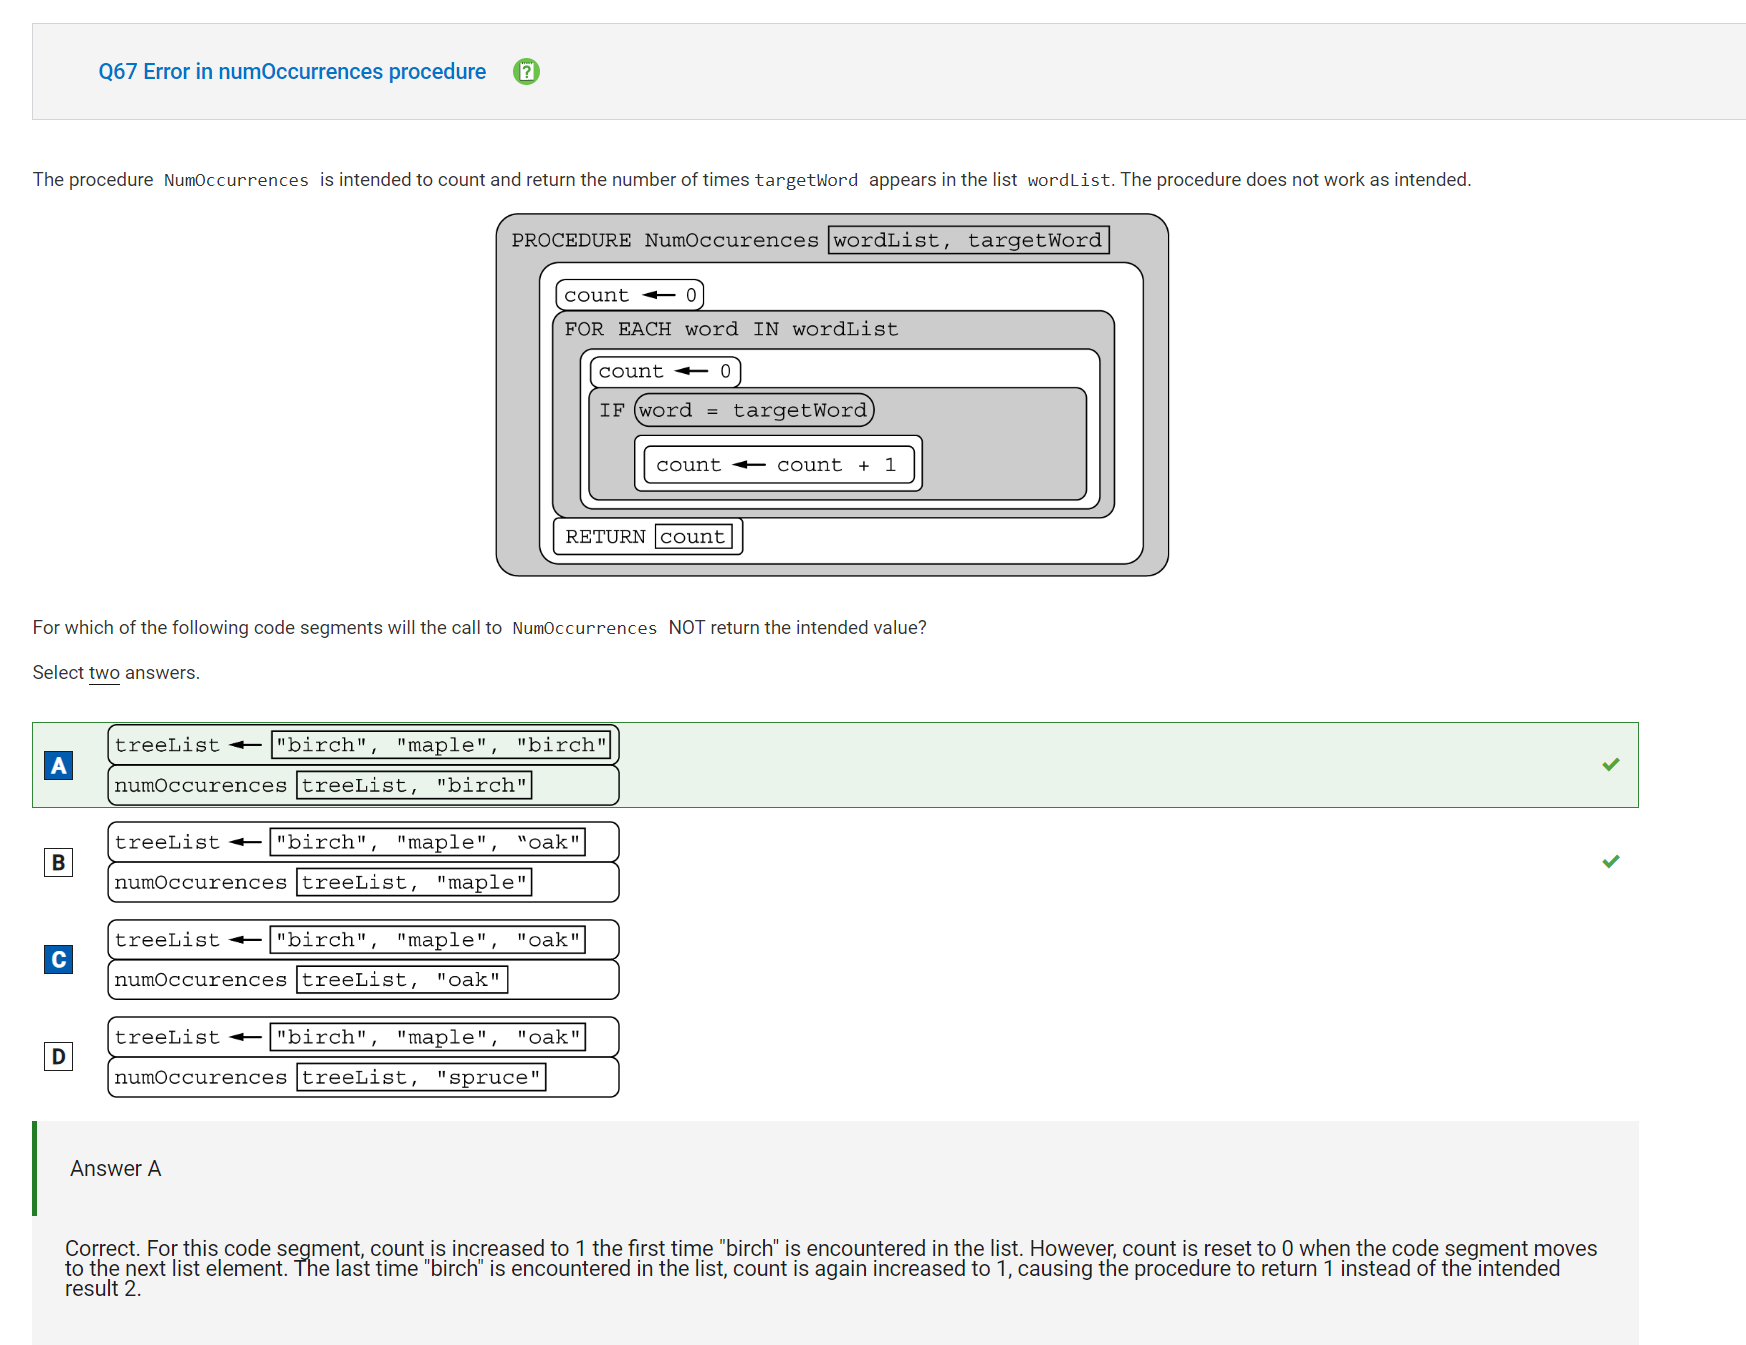 Q67 Error in numOccurrences procedure ?
The procedure NumOccurrences is intended to count and return the number of times targetWord appears in the list wordList. The procedure does not work as intended.
PROCEDURE NumOccurences wordList, targetWord
count ← 0
FOR EACH word IN wordList
count ← 0
IF word = targetWord
count ← count + 1
RETURN count
For which of the following code segments will the call to NumOccurrences NOT return the intended value?
Select two answers.
A
treeList ← "birch", "maple", "birch"
numOccurences treeList, "birch"
B
treeList ← "birch", "maple", “oak"
numOccurences treeList, "maple"
C
treeList ← "birch", "maple", "oak"
numOccurences treeList, "oak"
D
treeList ← "birch", "maple", "oak"
numOccurences treeList, "spruce"
Answer A
Correct. For this code segment, count is increased to 1 the first time "birch" is encountered in the list. However, count is reset to 0 when the code segment moves
to the next list element. The last time "birch" is encountered in the list, count is again increased to 1, causing the procedure to return 1 instead of the intended
result 2.